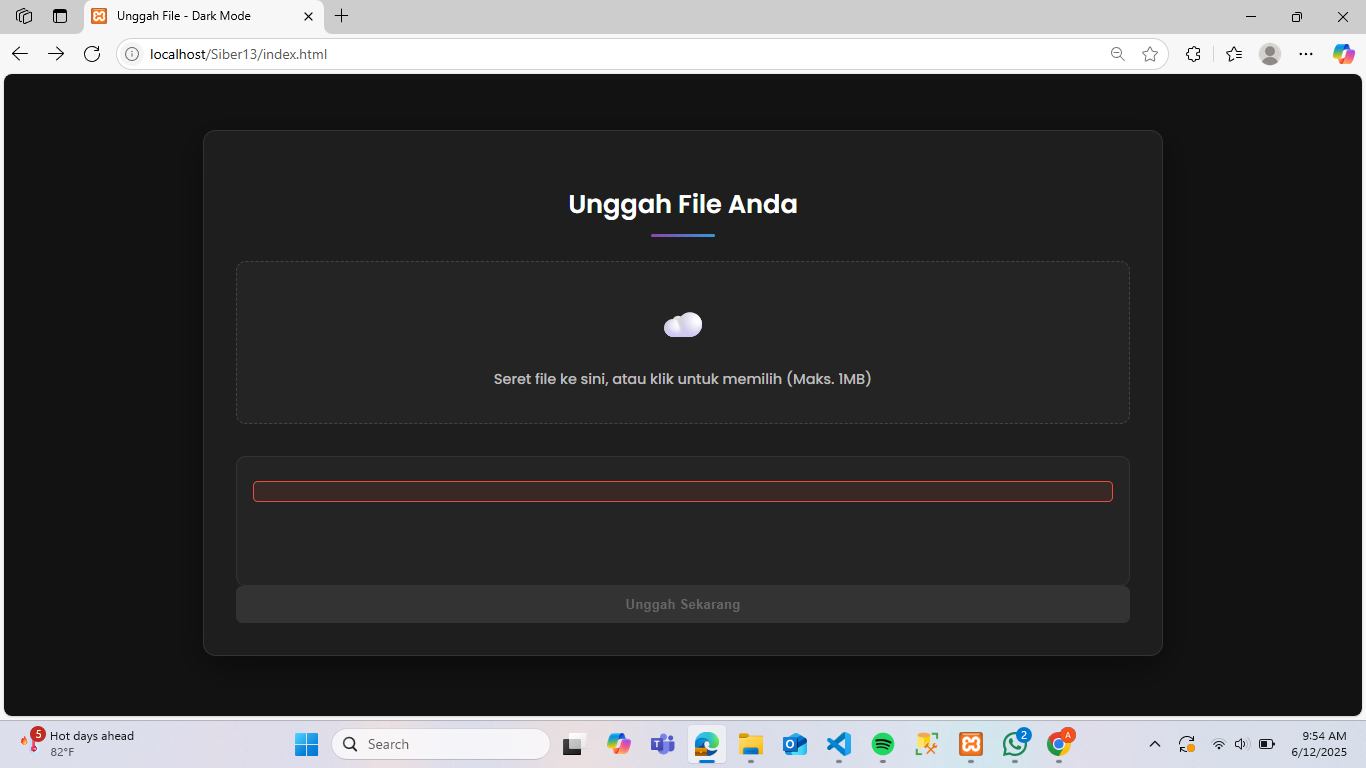 Unggah File - Dark Mode
localhost/Siber13/index.html
Unggah File Anda
Seret file ke sini, atau klik untuk memilih (Maks. 1MB)
Unggah Sekarang
5
Hot days ahead
82°F
Search
2
A
9:54 AM
6/12/2025